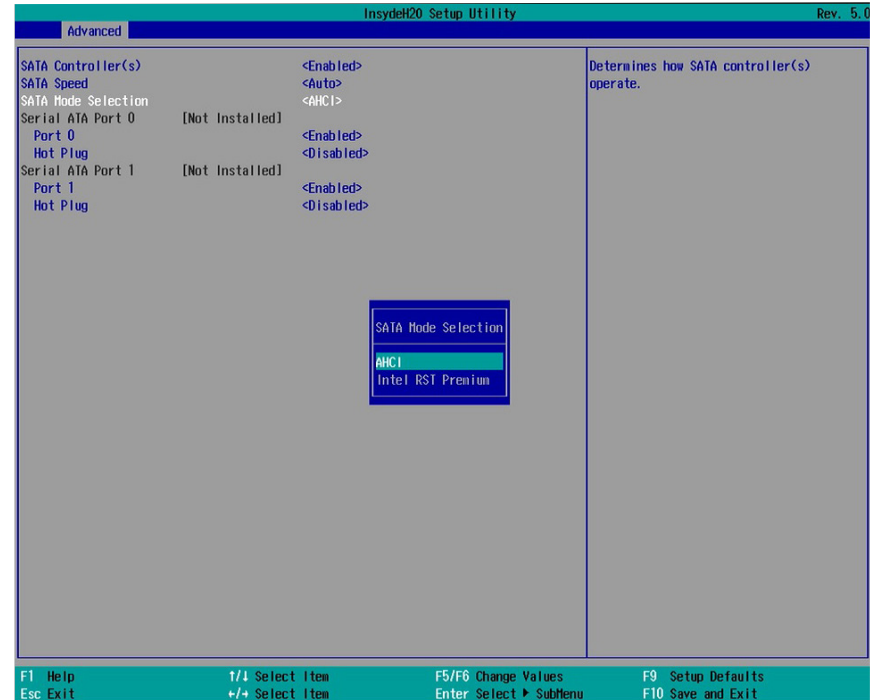 InsydeH20 Setup Utility Rev. 5.0
Advanced
SATA Controller(s) <Enabled> Determines how SATA controller(s)
SATA Speed <Auto> operate.
SATA Mode Selection <AHCI>
Serial ATA Port 0 [Not Installed]
Port 0 <Enabled>
Hot Plug <Disabled>
Serial ATA Port 1 [Not Installed]
Port 1 <Enabled>
Hot Plug <Disabled>
SATA Mode Selection
AHCI
Intel RST Premium
F1 Help ↑/↓ Select Item F5/F6 Change Values F9 Setup Defaults
Esc Exit ←/→ Select Item Enter Select ▶ SubMenu F10 Save and Exit